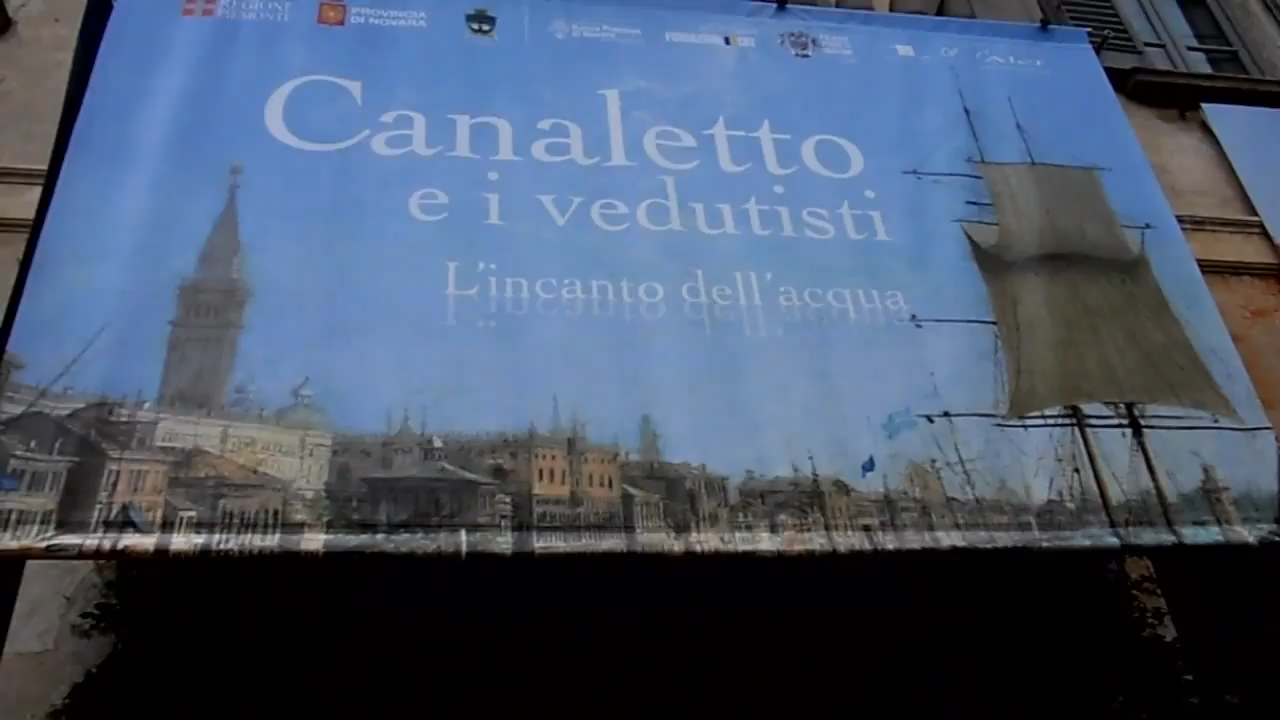 REGIONE
PIEMONTE
PROVINCIA
DI NOVARA
Canaletto
e i vedutisti
L'incanto dell'acqua